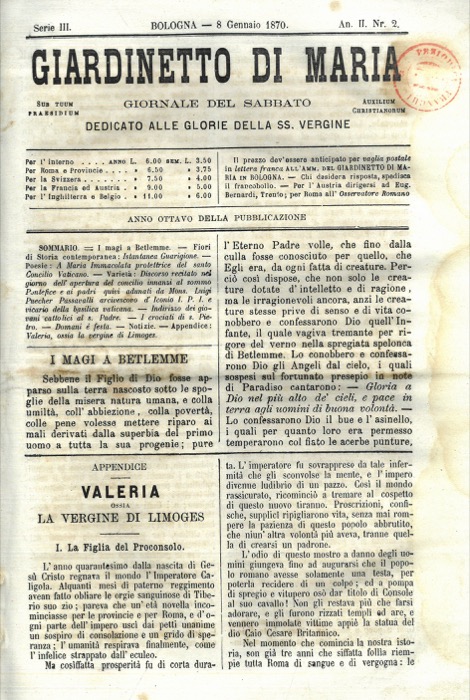 Serie III.
BOLOGNA — 8 Gennaio 1870.
An. II. Nr. 2.
GIARDINETTO DI MARIA
SUB TUUM
PRAESIDIUM
GIORNALE DEL SABBATO
AUXILIUM
CHRISTIANORUM
DEDICATO ALLE GLORIE DELLA SS. VERGINE
Per l'interno . . . . ANNO L. 6.00 SEM. L. 3.50
Per Roma e Provincie . . . » 6.50 » 3.75
Per la Svizzera . . . . . » 7.50 » 4.00
Per la Francia ed Austria . » 9.00 » 5.00
Per l'Inghilterra e Belgio . » 11.00 » 6.00
Il prezzo dev'essere anticipato per vaglia postale
in lettera franca ALL'AMM. DEL GIARDINETTO DI MA-
RIA IN BOLOGNA. — Chi desidera risposta, spedisca
il francobollo. — Per l'Austria dirigersi ad Eug.
Bernardi, Trento; per Roma all'Osservatore Romano
ANNO OTTAVO DELLA PUBBLICAZIONE
SOMMARIO. — I magi a Betlemme. — Fiori
di Storia contemporanea: Istantanea Guarigione. —
Poesie: A Maria Immacolata protettrice del santo
Concilio Vaticano. — Varietà: Discorso recitato nel
giorno dell'apertura del concilio innanzi al sommo
Pontefice e ai padri quivi adunati da Mons. Luigi
Puecher Passavalli arcivescovo d'Iconio I. P. I. e
vicario della basilica vaticana. — Indirizzo dei gio-
vani cattolici al s. Padre. — I crociati di s. Pie-
tro. — Domani è festa. — Notizie. — Appendice:
Valeria, ossia la vergine di Limoges.
I MAGI A BETLEMME
Sebbene il Figlio di Dio fosse ap-
parso sulla terra nascosto sotto le spo-
glie della misera natura umana, e colla
umiltà, coll' abbiezione, colla povertà,
colle pene volesse mettere riparo ai
mali derivati dalla superbia del primo
uomo a tutta la sua progenie; pure
l'Eterno Padre volle, che fino dalla
culla fosse conosciuto per quello, che
Egli era, da ogni fatta di creature. Per-
ciò così dispose, che non solo le crea-
ture dotate d'intelletto e di ragione,
ma le irragionevoli ancora, anzi le crea-
ture stesse prive di senso e di vita co-
nobbero e confessarono Dio quell'In-
fante, il quale vagiva tremante per ri-
gore del verno nella spregiata spelonca
di Betlemme. Lo conobbero e confessa-
rono Dio gli Angeli dal cielo, i quali
sospesi sul fortunato presepio in note
di Paradiso cantarono: — Gloria a
Dio nel più alto de' cieli, e pace in
terra agli uomini di buona volontà. —
Lo confessarono Dio il bue e l'asinello,
i quali per quanto loro era permesso
temperarono col fiato le acerbe punture,
APPENDICE
VALERIA
OSSIA
LA VERGINE DI LIMOGES
I. La Figlia del Proconsolo.
L'anno quarantesimo dalla nascita di Ge-
sù Cristo regnava il mondo l'Imperatore Ca-
ligola. Alquanti mesi di paterno reggimento
avean fatto obliare le orgie sanguinose di Tibe-
rio suo zio; pareva che un'età novella inco-
minciasse per le provincie e per Roma, e d'o-
gni parte dell'impero uscì dai petti unanime
un sospiro di consolazione e un grido di spe-
ranza; l'umanità respirava finalmente, come
l'infelice strappato dall'eculeo.
Ma cosiffatta prosperità fu di corta dura-
ta. L'imperatore fu sovrappreso da tale infer-
mità che gli sconvolse la mente, e l'impero
divenne ludibrio di un pazzo. Così il mondo
rassicurato, ricominciò a tremar al cospetto
di questo nuovo tiranno. Proscrizioni, confi-
sche, supplici ripigliarono vita, senza mai rom-
pere la pazienza di questo popolo abbrutito,
che niun'altra volontà più aveva, tranne quel-
la di crearsi un padrone.
L'odio di questo mostro a danno degli uo-
mini giungeva fino ad augurarsi che il popo-
lo romano avesse solamente una testa, per
poterla recidere di un colpo; ed a pompa
di spregio e vitupero osò dar titolo di Console
al suo cavallo! Non gli restava più che farsi
adorare, e gli furono rizzati templi ed are, e
vennero immolate vittime appiè la statua del
dio Caio Cesare Britannico.
Nel momento che comincia la nostra isto-
ria, son già tre anni che siffatta follia riem-
pie tutta Roma di sangue e di vergogna: le